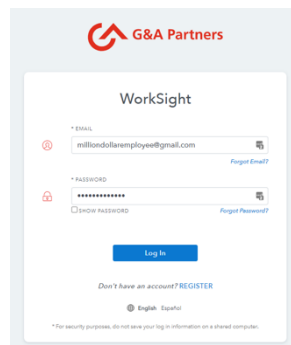 G&A Partners
WorkSight
* EMAIL
milliondollaremployee@gmail.com
Forgot Email?
* PASSWORD
•••••••••••••
SHOW PASSWORD Forgot Password?
Log In
Don't have an account? REGISTER
English Español
* For security purposes, do not save your log in information on a shared computer.